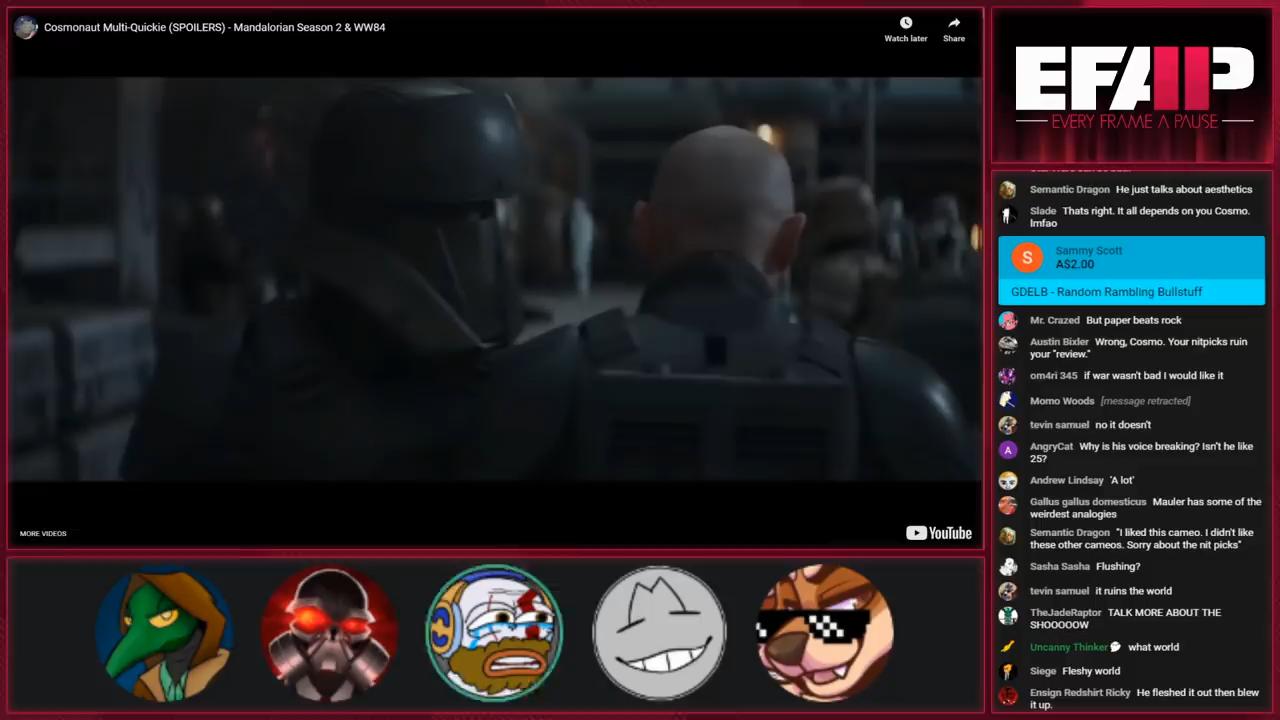 Cosmonaut Multi-Quickie (SPOILERS) - Mandalorian Season 2 & WW84
Watch later
Share
MORE VIDEOS
YouTube
EFAP
EVERY FRAME A PAUSE
Semantic Dragon He just talks about aesthetics
Slade Thats right. It all depends on you Cosmo.
lmfao
S
Sammy Scott
A$2.00
GDELB - Random Rambling Bullstuff
Mr. Crazed But paper beats rock
Austin Bixler Wrong, Cosmo. Your nitpicks ruin
your "review."
om4ri 345 if war wasn't bad I would like it
Momo Woods [message retracted]
tevin samuel no it doesn't
A
AngryCat Why is his voice breaking? Isn't he like
25?
Andrew Lindsay 'A lot'
Gallus gallus domesticus Mauler has some of the
weirdest analogies
Semantic Dragon "I liked this cameo. I didn't like
these other cameos. Sorry about the nit picks"
Sasha Sasha Flushing?
tevin samuel it ruins the world
TheJadeRaptor TALK MORE ABOUT THE
SHOOOOOW
Uncanny Thinker what world
Siege Fleshy world
Ensign Redshirt Ricky He fleshed it out then blew
it up.